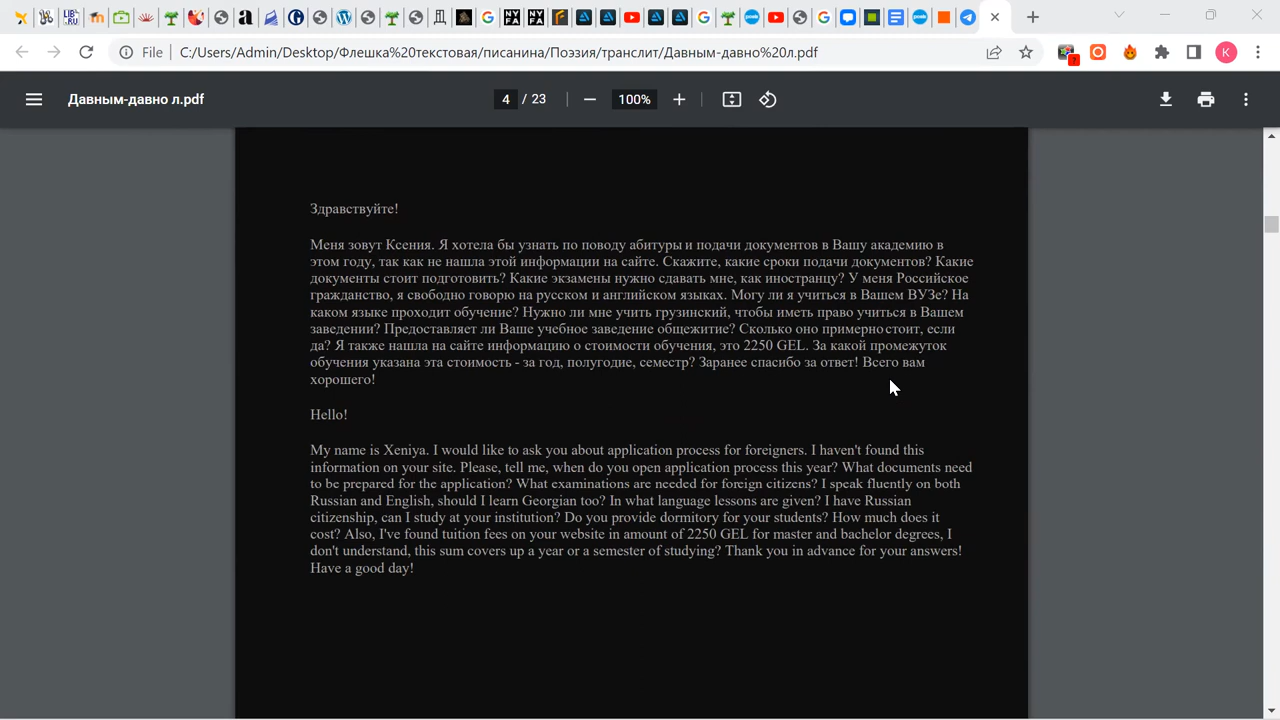 File
C:/Users/Admin/Desktop/Флешка%20текстовая/писанина/Поэзия/транслит/Давным-давно%20л.pdf
7
K
Давным-давно л.pdf
4 / 23
100%
Здравствуйте!
Меня зовут Ксения. Я хотела бы узнать по поводу абитуры и подачи документов в Вашу академию в
этом году, так как не нашла этой информации на сайте. Скажите, какие сроки подачи документов? Какие
документы стоит подготовить? Какие экзамены нужно сдавать мне, как иностранцу? У меня Российское
гражданство, я свободно говорю на русском и английском языках. Могу ли я учиться в Вашем ВУЗе? На
каком языке проходит обучение? Нужно ли мне учить грузинский, чтобы иметь право учиться в Вашем
заведении? Предоставляет ли Ваше учебное заведение общежитие? Сколько оно примерно стоит, если
да? Я также нашла на сайте информацию о стоимости обучения, это 2250 GEL. За какой промежуток
обучения указана эта стоимость - за год, полугодие, семестр? Заранее спасибо за ответ! Всего вам
хорошего!
Hello!
My name is Xeniya. I would like to ask you about application process for foreigners. I haven't found this
information on your site. Please, tell me, when do you open application process this year? What documents need
to be prepared for the application? What examinations are needed for foreign citizens? I speak fluently on both
Russian and English, should I learn Georgian too? In what language lessons are given? I have Russian
citizenship, can I study at your institution? Do you provide dormitory for your students? How much does it
cost? Also, I've found tuition fees on your website in amount of 2250 GEL for master and bachelor degrees, I
don't understand, this sum covers up a year or a semester of studying? Thank you in advance for your answers!
Have a good day!